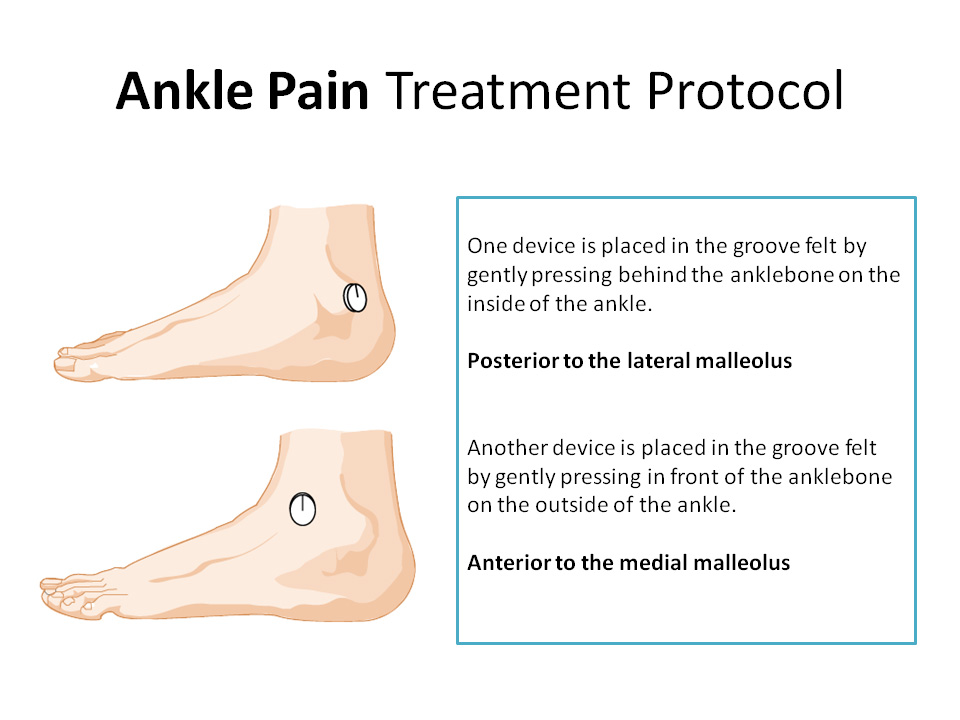 Ankle Pain Treatment Protocol
One device is placed in the groove felt by
gently pressing behind the anklebone on the
inside of the ankle.
Posterior to the lateral malleolus
Another device is placed in the groove felt
by gently pressing in front of the anklebone
on the outside of the ankle.
Anterior to the medial malleolus